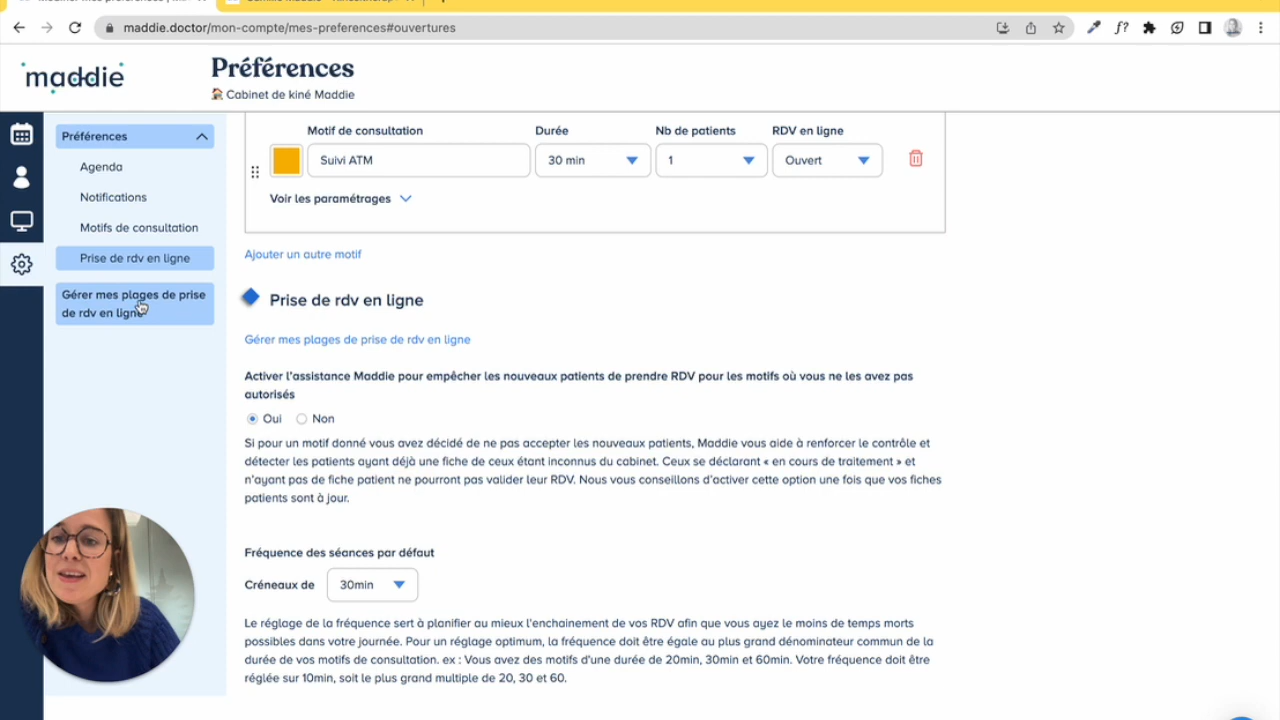 maddie.doctor/mon-compte/mes-preferences#ouvertures
maddie
Préférences
Cabinet de kiné Maddie
Préférences
Agenda
Notifications
Motifs de consultation
Prise de rdv en ligne
Gérer mes plages de prise
de rdv en ligne
Motif de consultation Durée Nb de patients RDV en ligne
Suivi ATM 30 min 1 Ouvert
Voir les paramétrages
Ajouter un autre motif
Prise de rdv en ligne
Gérer mes plages de prise de rdv en ligne
Activer l'assistance Maddie pour empêcher les nouveaux patients de prendre RDV pour les motifs où vous ne les avez pas
autorisés
Oui Non
Si pour un motif donné vous avez décidé de ne pas accepter les nouveaux patients, Maddie vous aide à renforcer le contrôle et
détecter les patients ayant déjà une fiche de ceux étant inconnus du cabinet. Ceux se déclarant « en cours de traitement » et
n'ayant pas de fiche patient ne pourront pas valider leur RDV. Nous vous conseillons d'activer cette option une fois que vos fiches
patients sont à jour.
Fréquence des séances par défaut
Créneaux de 30min
Le réglage de la fréquence sert à planifier au mieux l'enchainement de vos RDV afin que vous ayez le moins de temps morts
possibles dans votre journée. Pour un réglage optimum, la fréquence doit être égale au plus grand dénominateur commun de la
durée de vos motifs de consultation. ex : Vous avez des motifs d'une durée de 20min, 30min et 60min. Votre fréquence doit être
réglée sur 10min, soit le plus grand multiple de 20, 30 et 60.